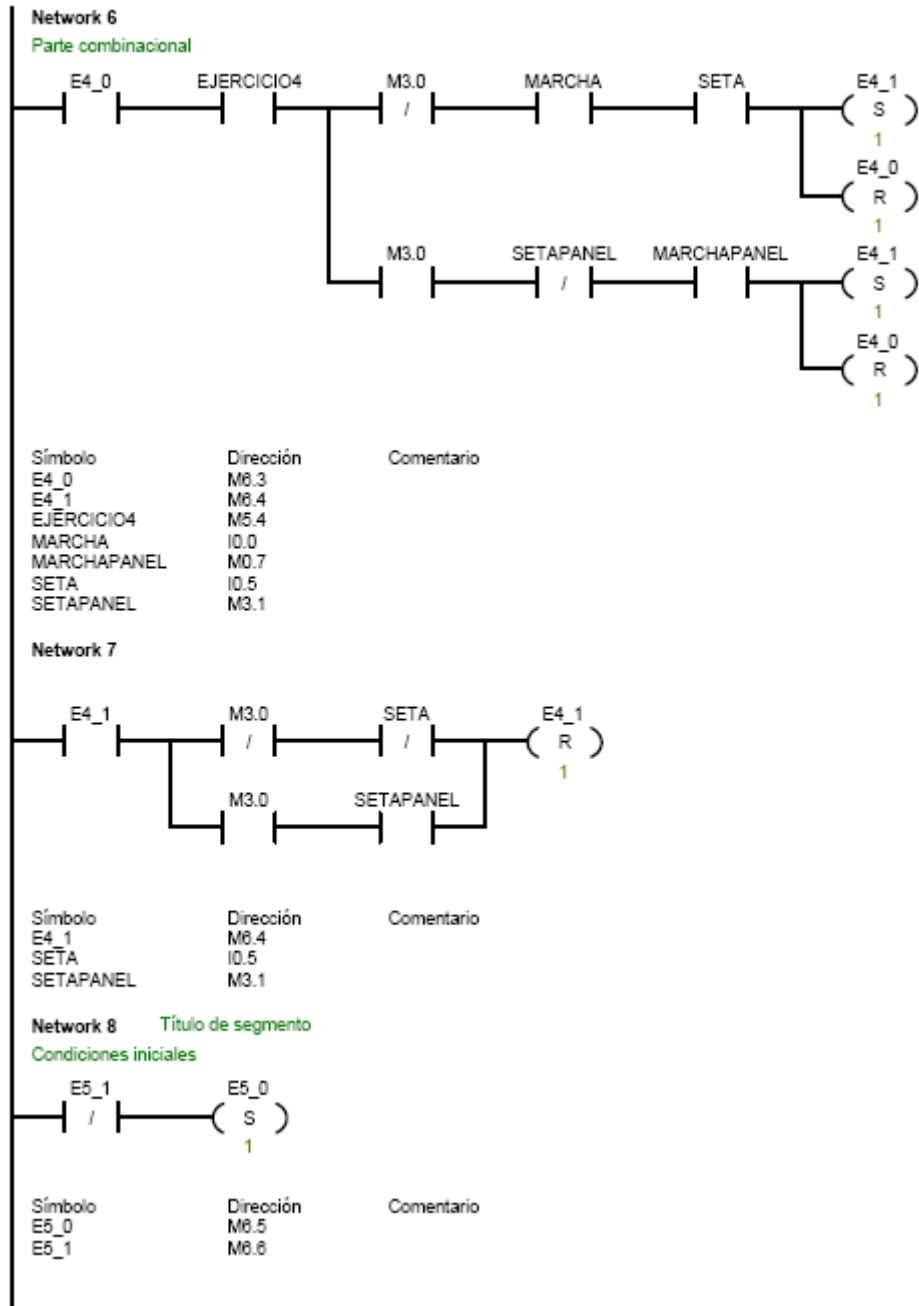 Network 6
Parte combinacional
E4_0 EJERCICIO4 M3.0 MARCHA SETA E4_1
/ S
1
E4_0
R
1
M3.0 SETAPANEL MARCHAPANEL E4_1
/ S
1
E4_0
R
1
Símbolo Dirección Comentario
E4_0 M6.3
E4_1 M6.4
EJERCICIO4 M5.4
MARCHA I0.0
MARCHAPANEL M0.7
SETA I0.5
SETAPANEL M3.1
Network 7
E4_1 M3.0 SETA E4_1
/ / R
1
M3.0 SETAPANEL
Símbolo Dirección Comentario
E4_1 M6.4
SETA I0.5
SETAPANEL M3.1
Network 8 Título de segmento
Condiciones iniciales
E5_1 E5_0
/ S
1
Símbolo Dirección Comentario
E5_0 M6.5
E5_1 M6.6